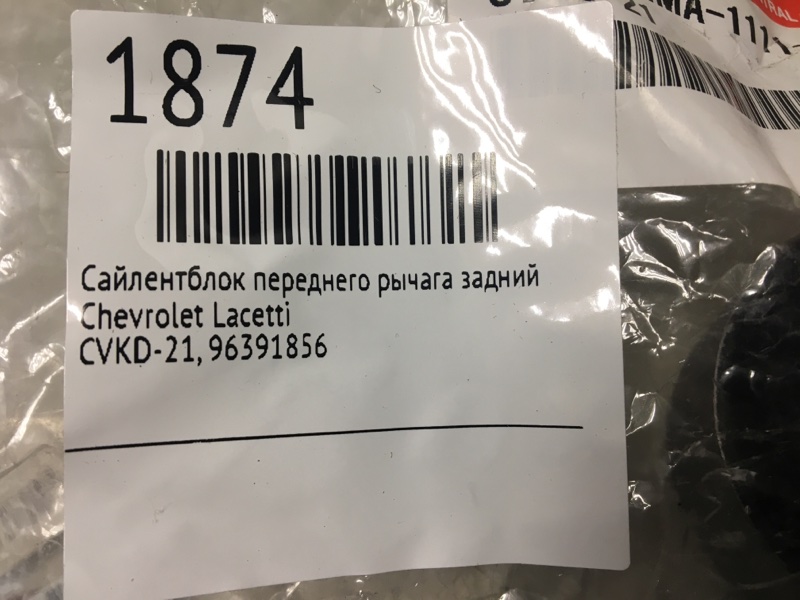 1874
Сайлентблок переднего рычага задний
Chevrolet Lacetti
CVKD-21, 96391856